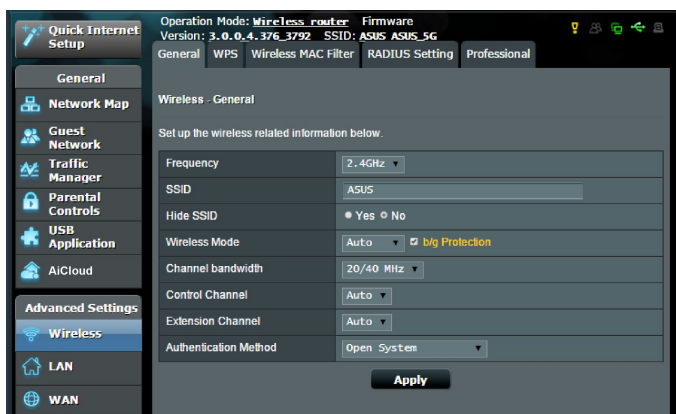 Quick Internet
Setup
General
Network Map
Guest
Network
Traffic
Manager
Parental
Controls
USB
Application
AiCloud
Advanced Settings
Wireless
LAN
WAN
Operation Mode: Wireless router Firmware
Version: 3.0.0.4.376_3792 SSID: ASUS ASUS_5G
General WPS Wireless MAC Filter RADIUS Setting Professional
Wireless - General
Set up the wireless related information below.
Frequency 2.4GHz
SSID ASUS
Hide SSID Yes No
Wireless Mode Auto b/g Protection
Channel bandwidth 20/40 MHz
Control Channel Auto
Extension Channel Auto
Authentication Method Open System
Apply